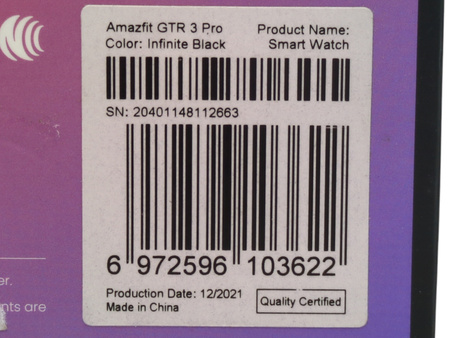 Amazfit GTR 3 Pro Product Name:
Color: Infinite Black Smart Watch
SN: 20401148112663
6 972596 103622
Production Date: 12/2021
Made in China Quality Certified
er.
nts are